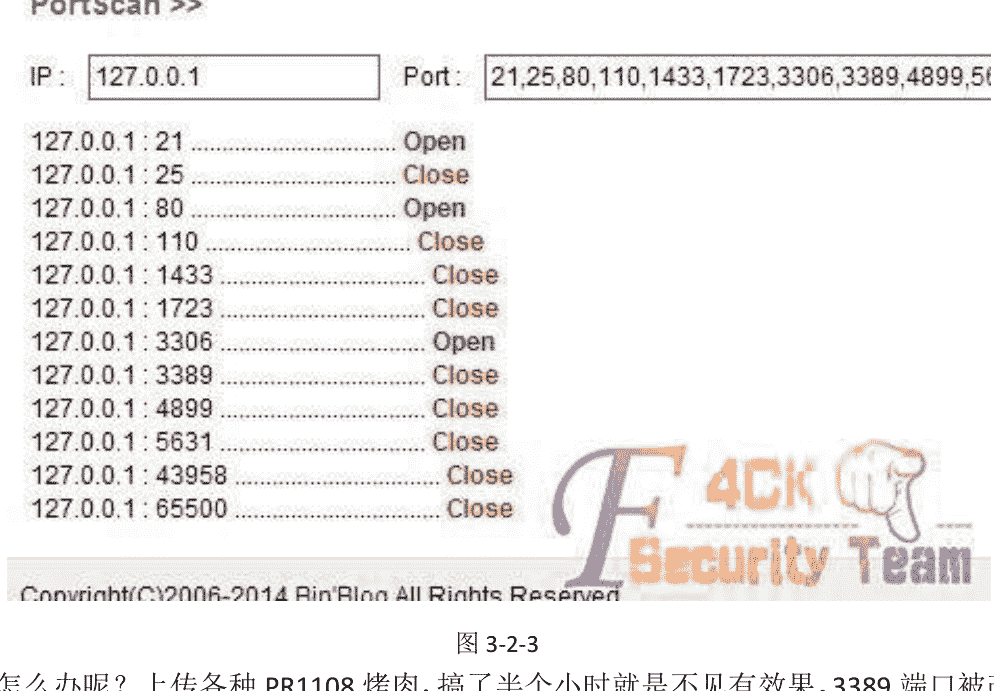 PortScan >>
IP : 127.0.0.1 Port : 21,25,80,110,1433,1723,3306,3389,4899,56
127.0.0.1 : 21 ................................ Open
127.0.0.1 : 25 ................................ Close
127.0.0.1 : 80 ................................ Open
127.0.0.1 : 110 ................................ Close
127.0.0.1 : 1433 ................................ Close
127.0.0.1 : 1723 ................................ Close
127.0.0.1 : 3306 ................................ Open
127.0.0.1 : 3389 ................................ Close
127.0.0.1 : 4899 ................................ Close
127.0.0.1 : 5631 ................................ Close
127.0.0.1 : 43958 ................................ Close
127.0.0.1 : 65500 ................................ Close
F4CK
Security Team
Copyright(C)2006-2014 Bin'Blog All Rights Reserved
图 3-2-3
怎么办呢？上传各种 PR1108 烤肉，搞了半个小时就是不见有效果，3389 端口被